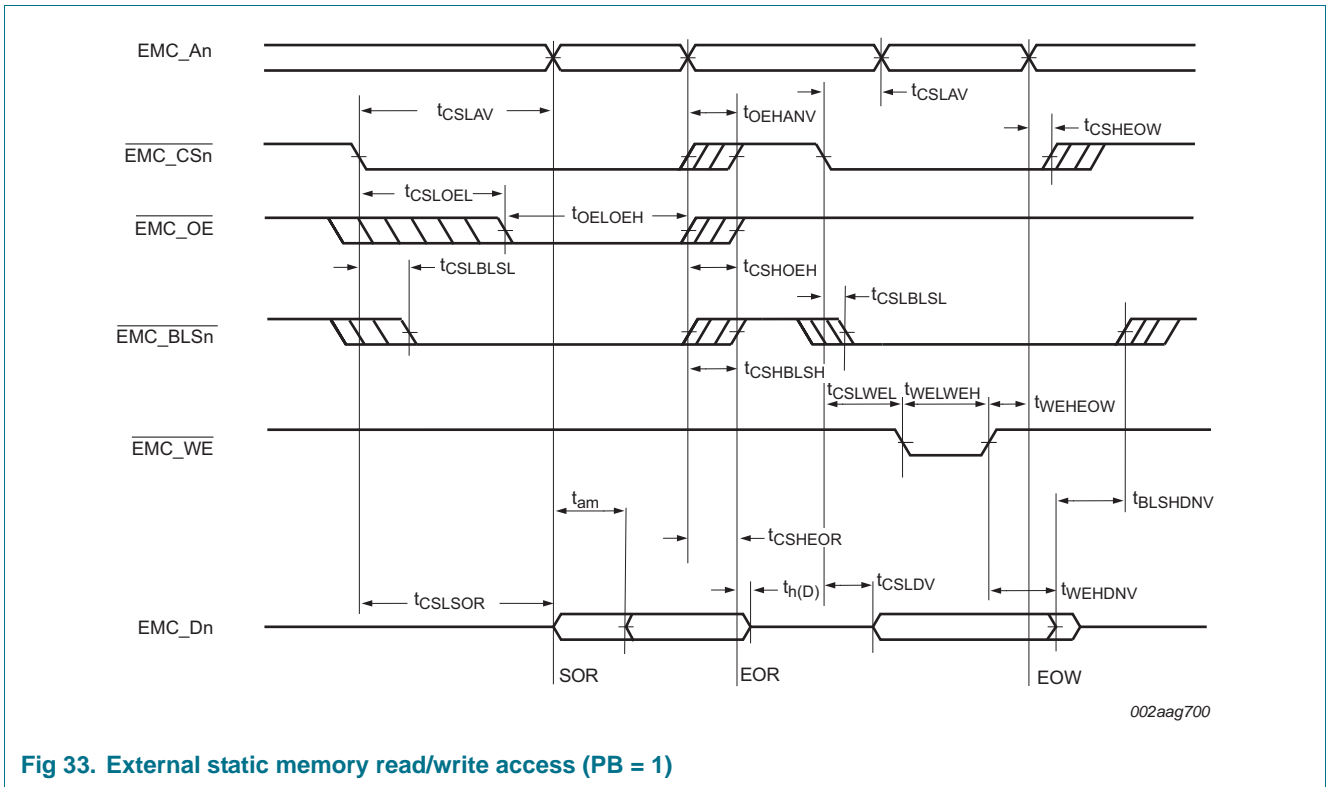 EMC_An
tCSLAV
tOEHANV
tCSLAV
tCSHEOW
EMC_CSn
tCSLOEL
tOELOEH
EMC_OE
tCSLBLSL
tCSHOEH
tCSLBLSL
EMC_BLSn
tCSHBLSH
tCSLWEL
tWELWEH
tWEHEOW
EMC_WE
tam
tBLSHDNV
tCSHEOR
tCSLSOR
th(D)
tCSLDV
tWEHDNV
EMC_Dn
SOR
EOR
EOW
002aag700
Fig 33. External static memory read/write access (PB = 1)